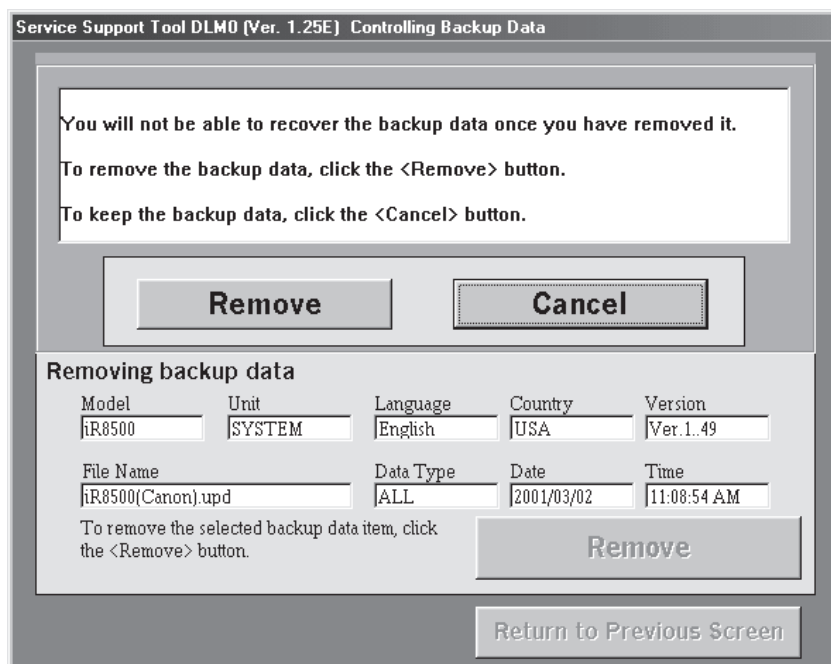 Service Support Tool DLM0 (Ver. 1.25E)  Controlling Backup Data
You will not be able to recover the backup data once you have removed it.
To remove the backup data, click the <Remove> button.
To keep the backup data, click the <Cancel> button.
Remove
Cancel
Removing backup data
Model Unit Language Country Version
iR8500 SYSTEM English USA Ver.1..49
File Name Data Type Date Time
iR8500(Canon).upd ALL 2001/03/02 11:08:54 AM
To remove the selected backup data item, click
the <Remove> button.
Remove
Return to Previous Screen